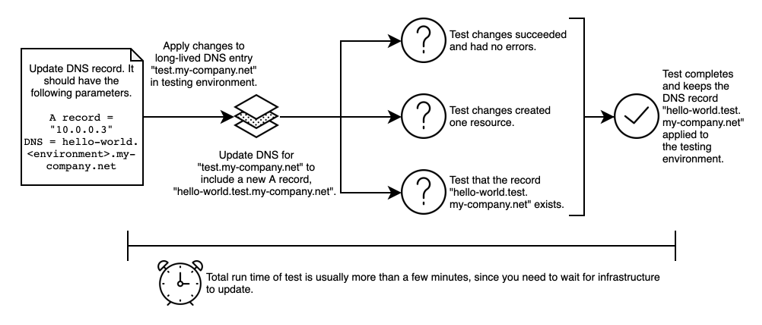 Update DNS record. It
should have the
following parameters.
A record =
"10.0.0.3"
DNS = hello-world.
<environment>.my-
company.net
Apply changes to
long-lived DNS entry
"test.my-company.net"
in testing environment.
Update DNS for
"test.my-company.net" to
include a new A record,
"hello-world.test.my-company.net".
Test changes succeeded
and had no errors.
Test changes created
one resource.
Test that the record
"hello-world.test.
my-company.net" exists.
Test completes
and keeps the
DNS record
"hello-world.test.
my-company.net"
applied to
the testing
environment.
Total run time of test is usually more than a few minutes, since you need to wait for infrastructure
to update.